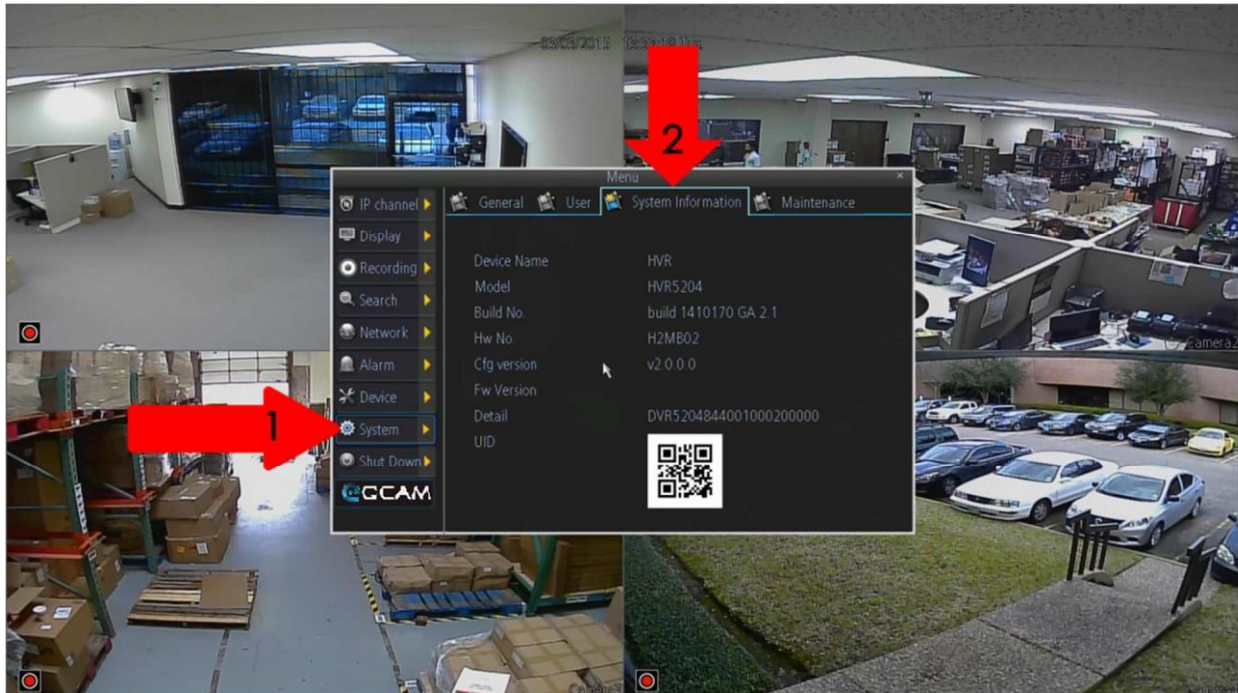 2
Menu
IP channel
Display
Recording
Search
Network
Alarm
Device
System
Shut Down
GCAM
General User System Information Maintenance
Device Name HVR
Model HVR5204
Build No. build 1410170 GA 2 1
Hw No. H2MB02
Cfg version v2.0.0.0
Fw Version
Detail DVR5204844001000200000
UID
1
Camera2